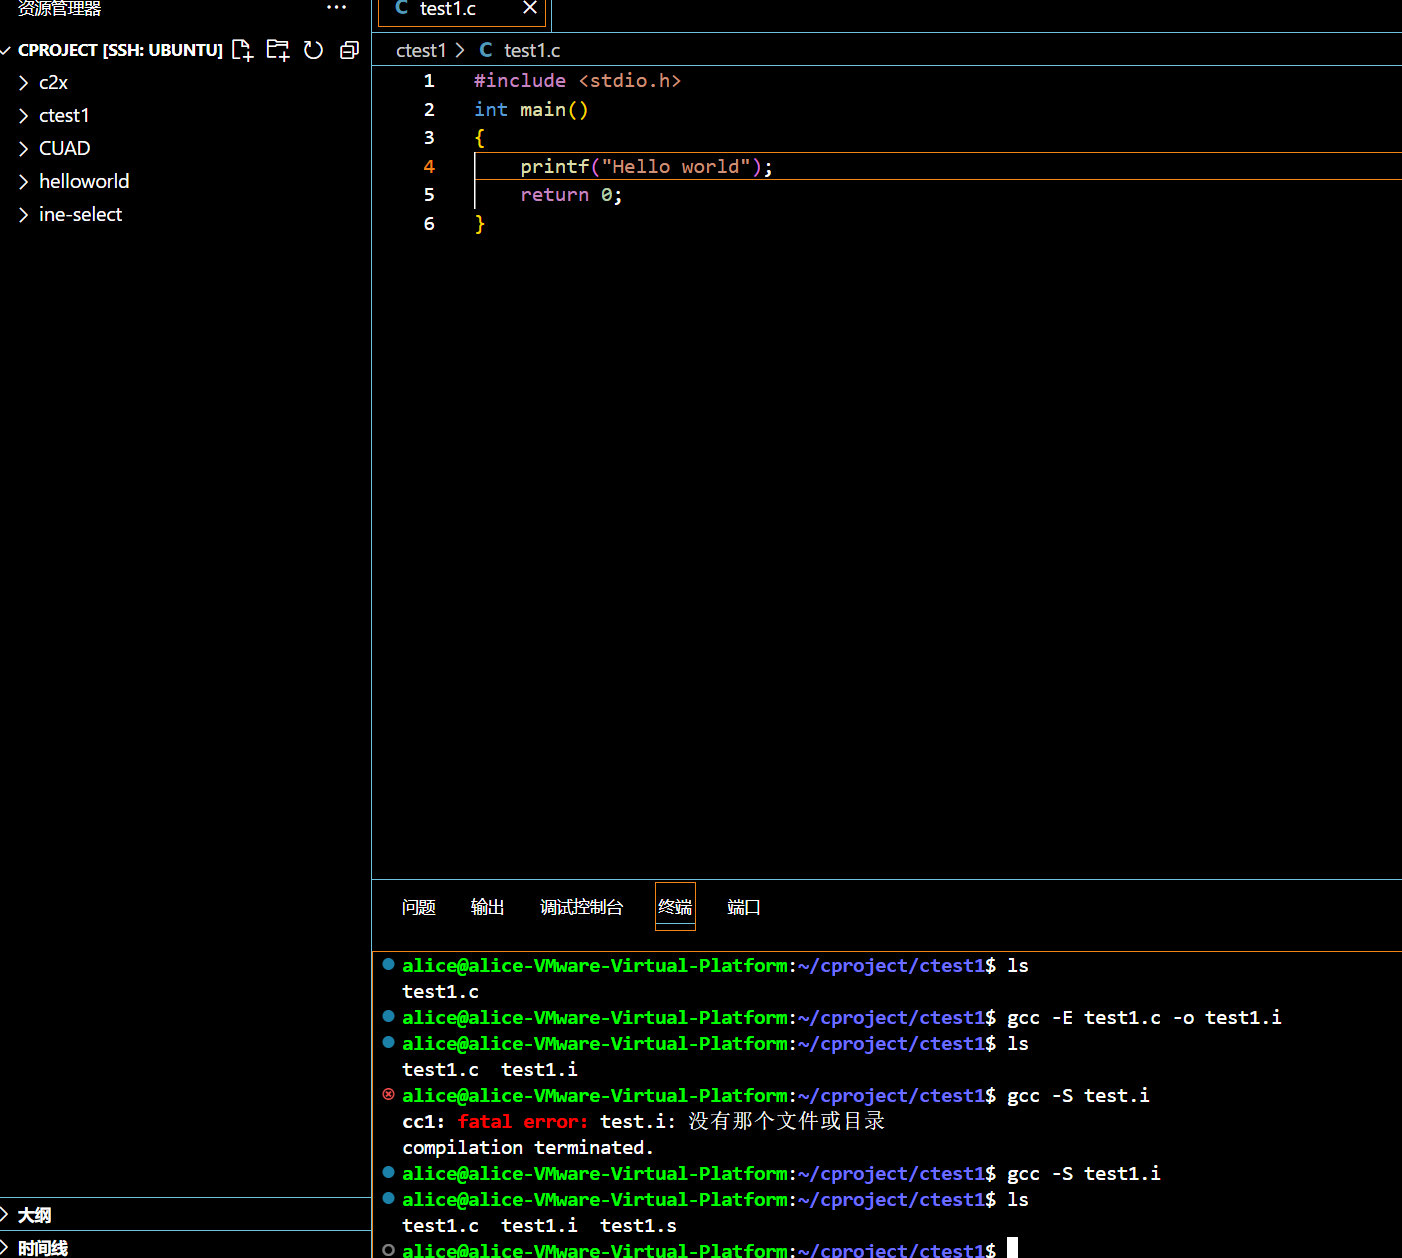 资源管理器
CPROJECT [SSH: UBUNTU]
c2x
ctest1
CUAD
helloworld
ine-select
大纲
时间线
C test1.c
ctest1 > C test1.c
1 #include <stdio.h>
2 int main()
3 {
4 printf("Hello world");
5 return 0;
6 }
问题 输出 调试控制台 终端 端口
alice@alice-VMware-Virtual-Platform:~/cproject/ctest1$ ls
test1.c
alice@alice-VMware-Virtual-Platform:~/cproject/ctest1$ gcc -E test1.c -o test1.i
alice@alice-VMware-Virtual-Platform:~/cproject/ctest1$ ls
test1.c  test1.i
alice@alice-VMware-Virtual-Platform:~/cproject/ctest1$ gcc -S test.i
cc1: fatal error: test.i: 没有那个文件或目录
compilation terminated.
alice@alice-VMware-Virtual-Platform:~/cproject/ctest1$ gcc -S test1.i
alice@alice-VMware-Virtual-Platform:~/cproject/ctest1$ ls
test1.c  test1.i  test1.s
alice@alice-VMware-Virtual-Platform:~/cproject/ctest1$